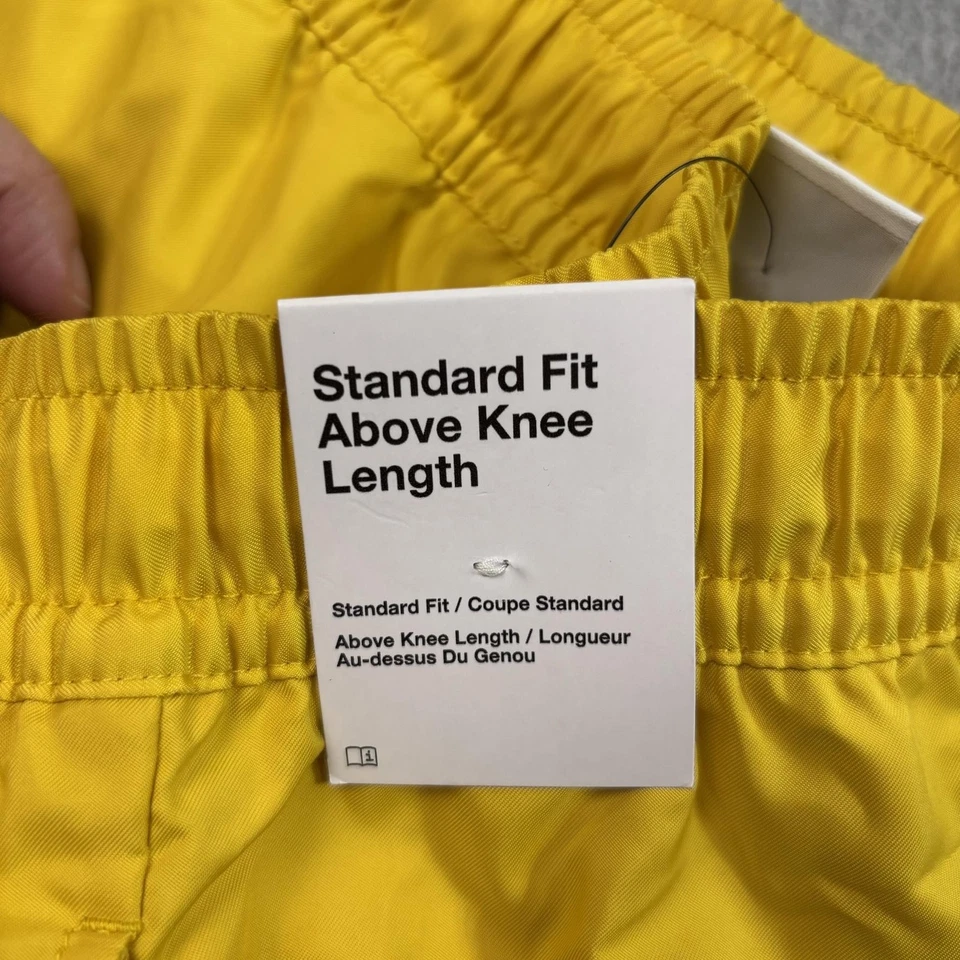 Standard Fit
Above Knee
Length
Standard Fit / Coupe Standard
Above Knee Length / Longueur
Au-dessus Du Genou
i